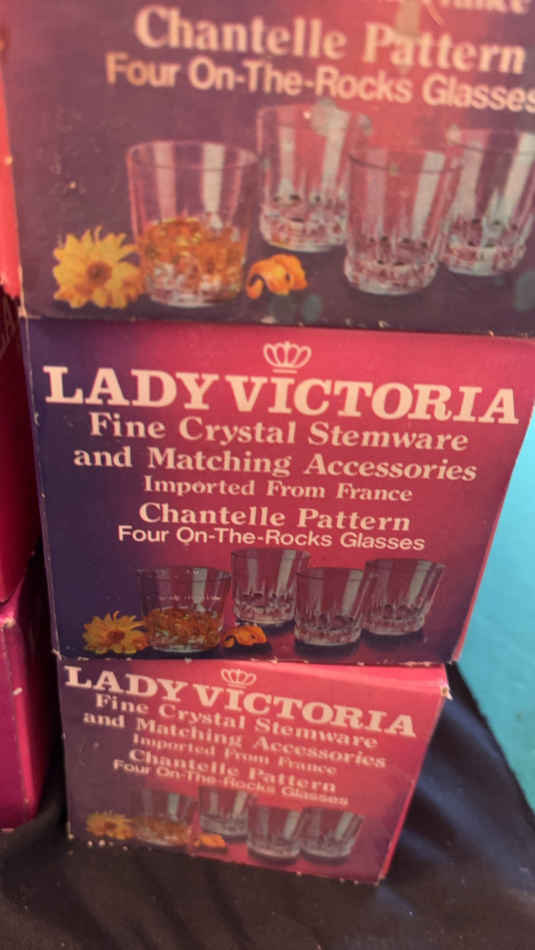 Chantelle Pattern
Four On-The-Rocks Glasses
LADY VICTORIA
Fine Crystal Stemware
and Matching Accessories
Imported From France
Chantelle Pattern
Four On-The-Rocks Glasses
LADY VICTORIA
Fine Crystal Stemware
and Matching Accessories
Imported From France
Chantelle Pattern
Four On-The-Rocks Glasses